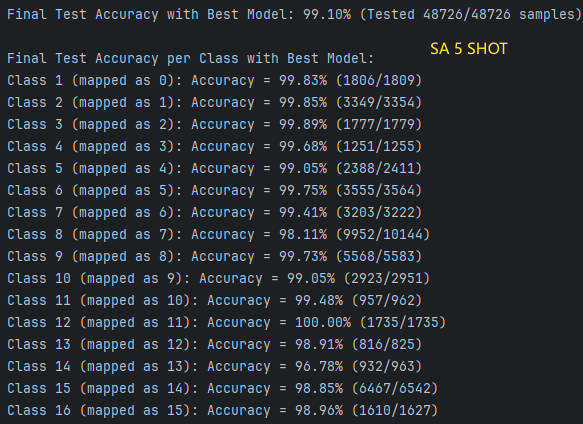 Final Test Accuracy with Best Model: 99.10% (Tested 48726/48726 samples)
SA 5 SHOT
Final Test Accuracy per Class with Best Model:
Class 1 (mapped as 0): Accuracy = 99.83% (1806/1809)
Class 2 (mapped as 1): Accuracy = 99.85% (3349/3354)
Class 3 (mapped as 2): Accuracy = 99.89% (1777/1779)
Class 4 (mapped as 3): Accuracy = 99.68% (1251/1255)
Class 5 (mapped as 4): Accuracy = 99.05% (2388/2411)
Class 6 (mapped as 5): Accuracy = 99.75% (3555/3564)
Class 7 (mapped as 6): Accuracy = 99.41% (3203/3222)
Class 8 (mapped as 7): Accuracy = 98.11% (9952/10144)
Class 9 (mapped as 8): Accuracy = 99.73% (5568/5583)
Class 10 (mapped as 9): Accuracy = 99.05% (2923/2951)
Class 11 (mapped as 10): Accuracy = 99.48% (957/962)
Class 12 (mapped as 11): Accuracy = 100.00% (1735/1735)
Class 13 (mapped as 12): Accuracy = 98.91% (816/825)
Class 14 (mapped as 13): Accuracy = 96.78% (932/963)
Class 15 (mapped as 14): Accuracy = 98.85% (6467/6542)
Class 16 (mapped as 15): Accuracy = 98.96% (1610/1627)